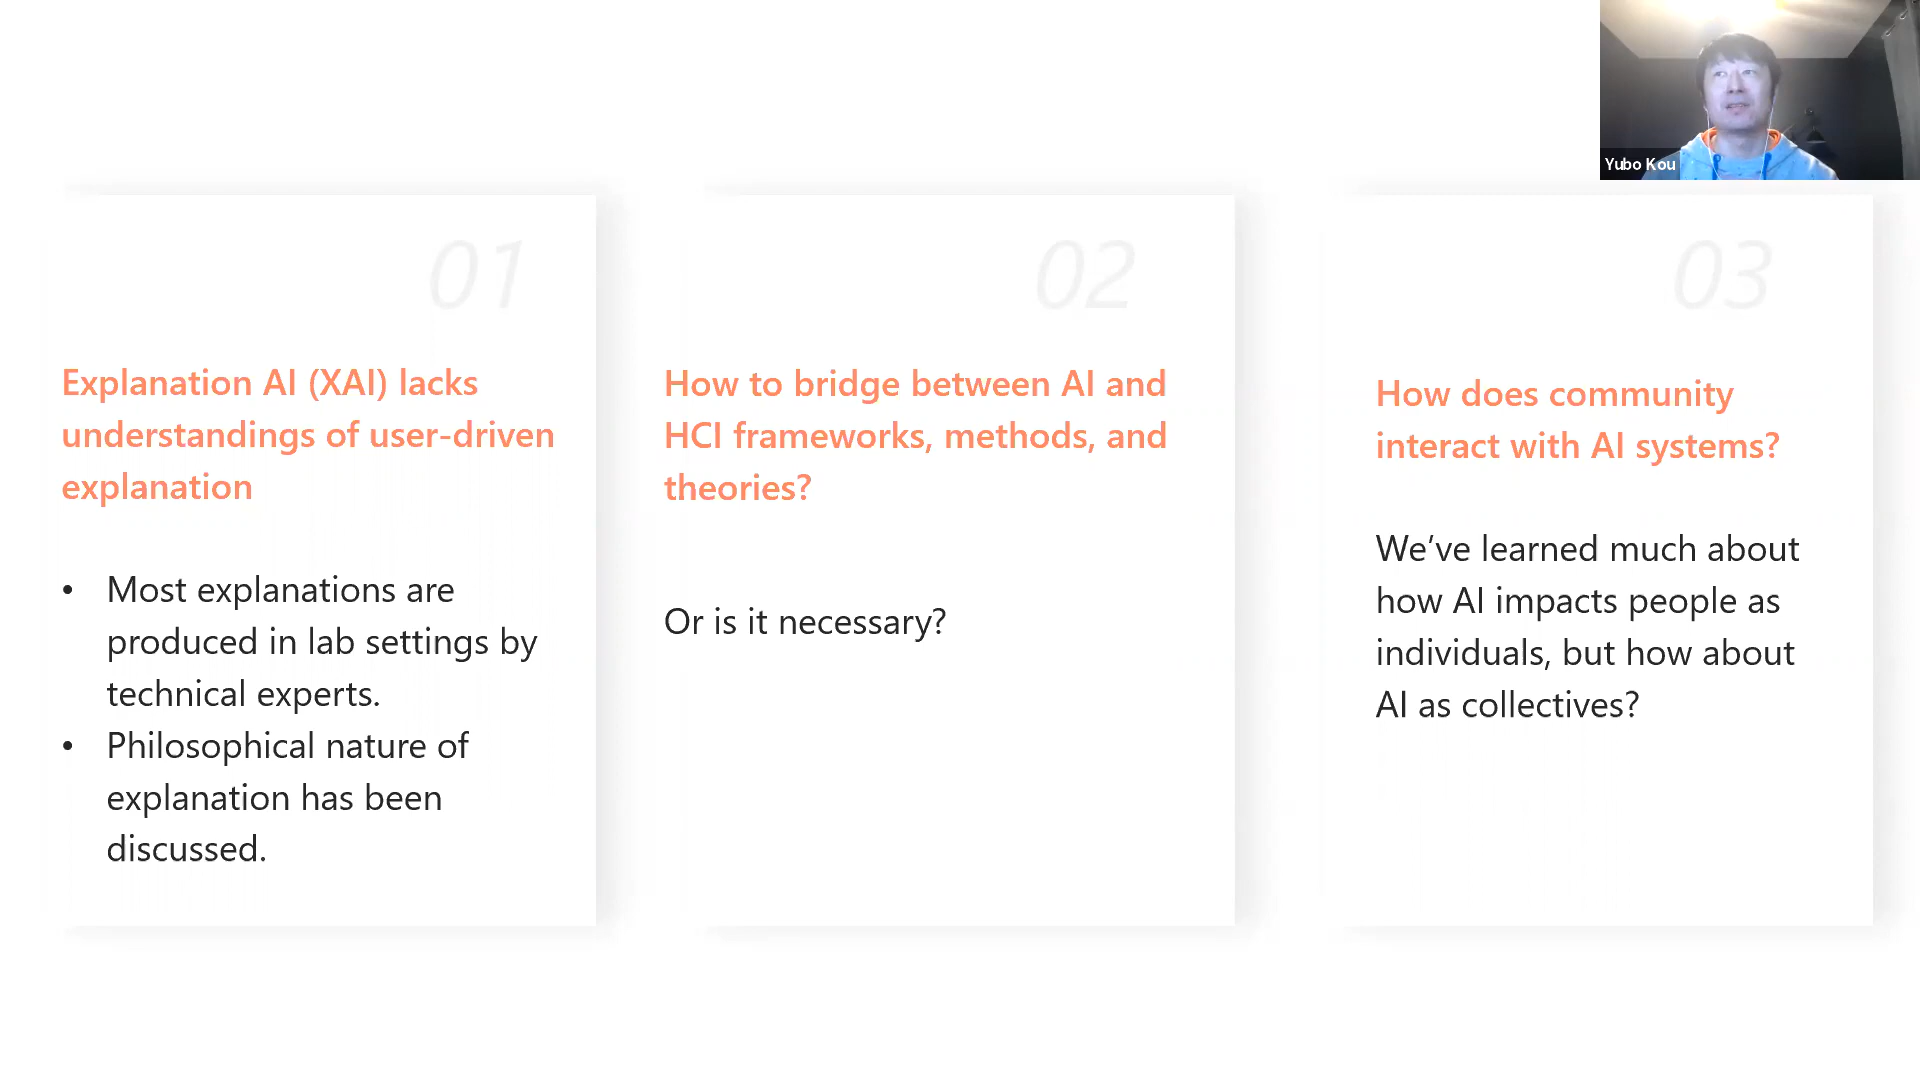 Yubo Kou
01
Explanation AI (XAI) lacks
understandings of user-driven
explanation
• Most explanations are
produced in lab settings by
technical experts.
• Philosophical nature of
explanation has been
discussed.
02
How to bridge between AI and
HCI frameworks, methods, and
theories?
Or is it necessary?
03
How does community
interact with AI systems?
We’ve learned much about
how AI impacts people as
individuals, but how about
AI as collectives?